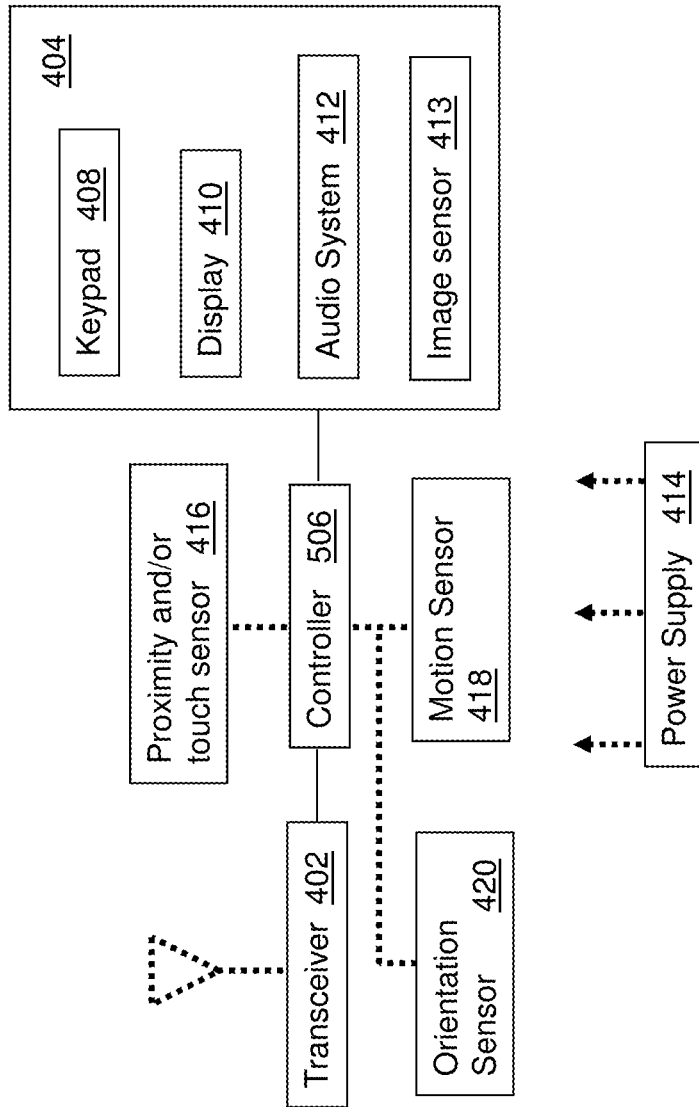 404
Keypad 408
Display 410
Audio System 412
Image sensor 413
Proximity and/or
touch sensor 416
Controller 506
Motion Sensor
418
Transceiver 402
Orientation
Sensor 420
Power Supply 414